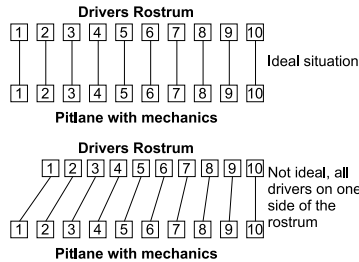 Drivers Rostrum
1 2 3 4 5 6 7 8 9 10
Ideal situation
1 2 3 4 5 6 7 8 9 10
Pitlane with mechanics
Drivers Rostrum
1 2 3 4 5 6 7 8 9 10
Not ideal, all
drivers on one
side of the
rostrum
1 2 3 4 5 6 7 8 9 10
Pitlane with mechanics